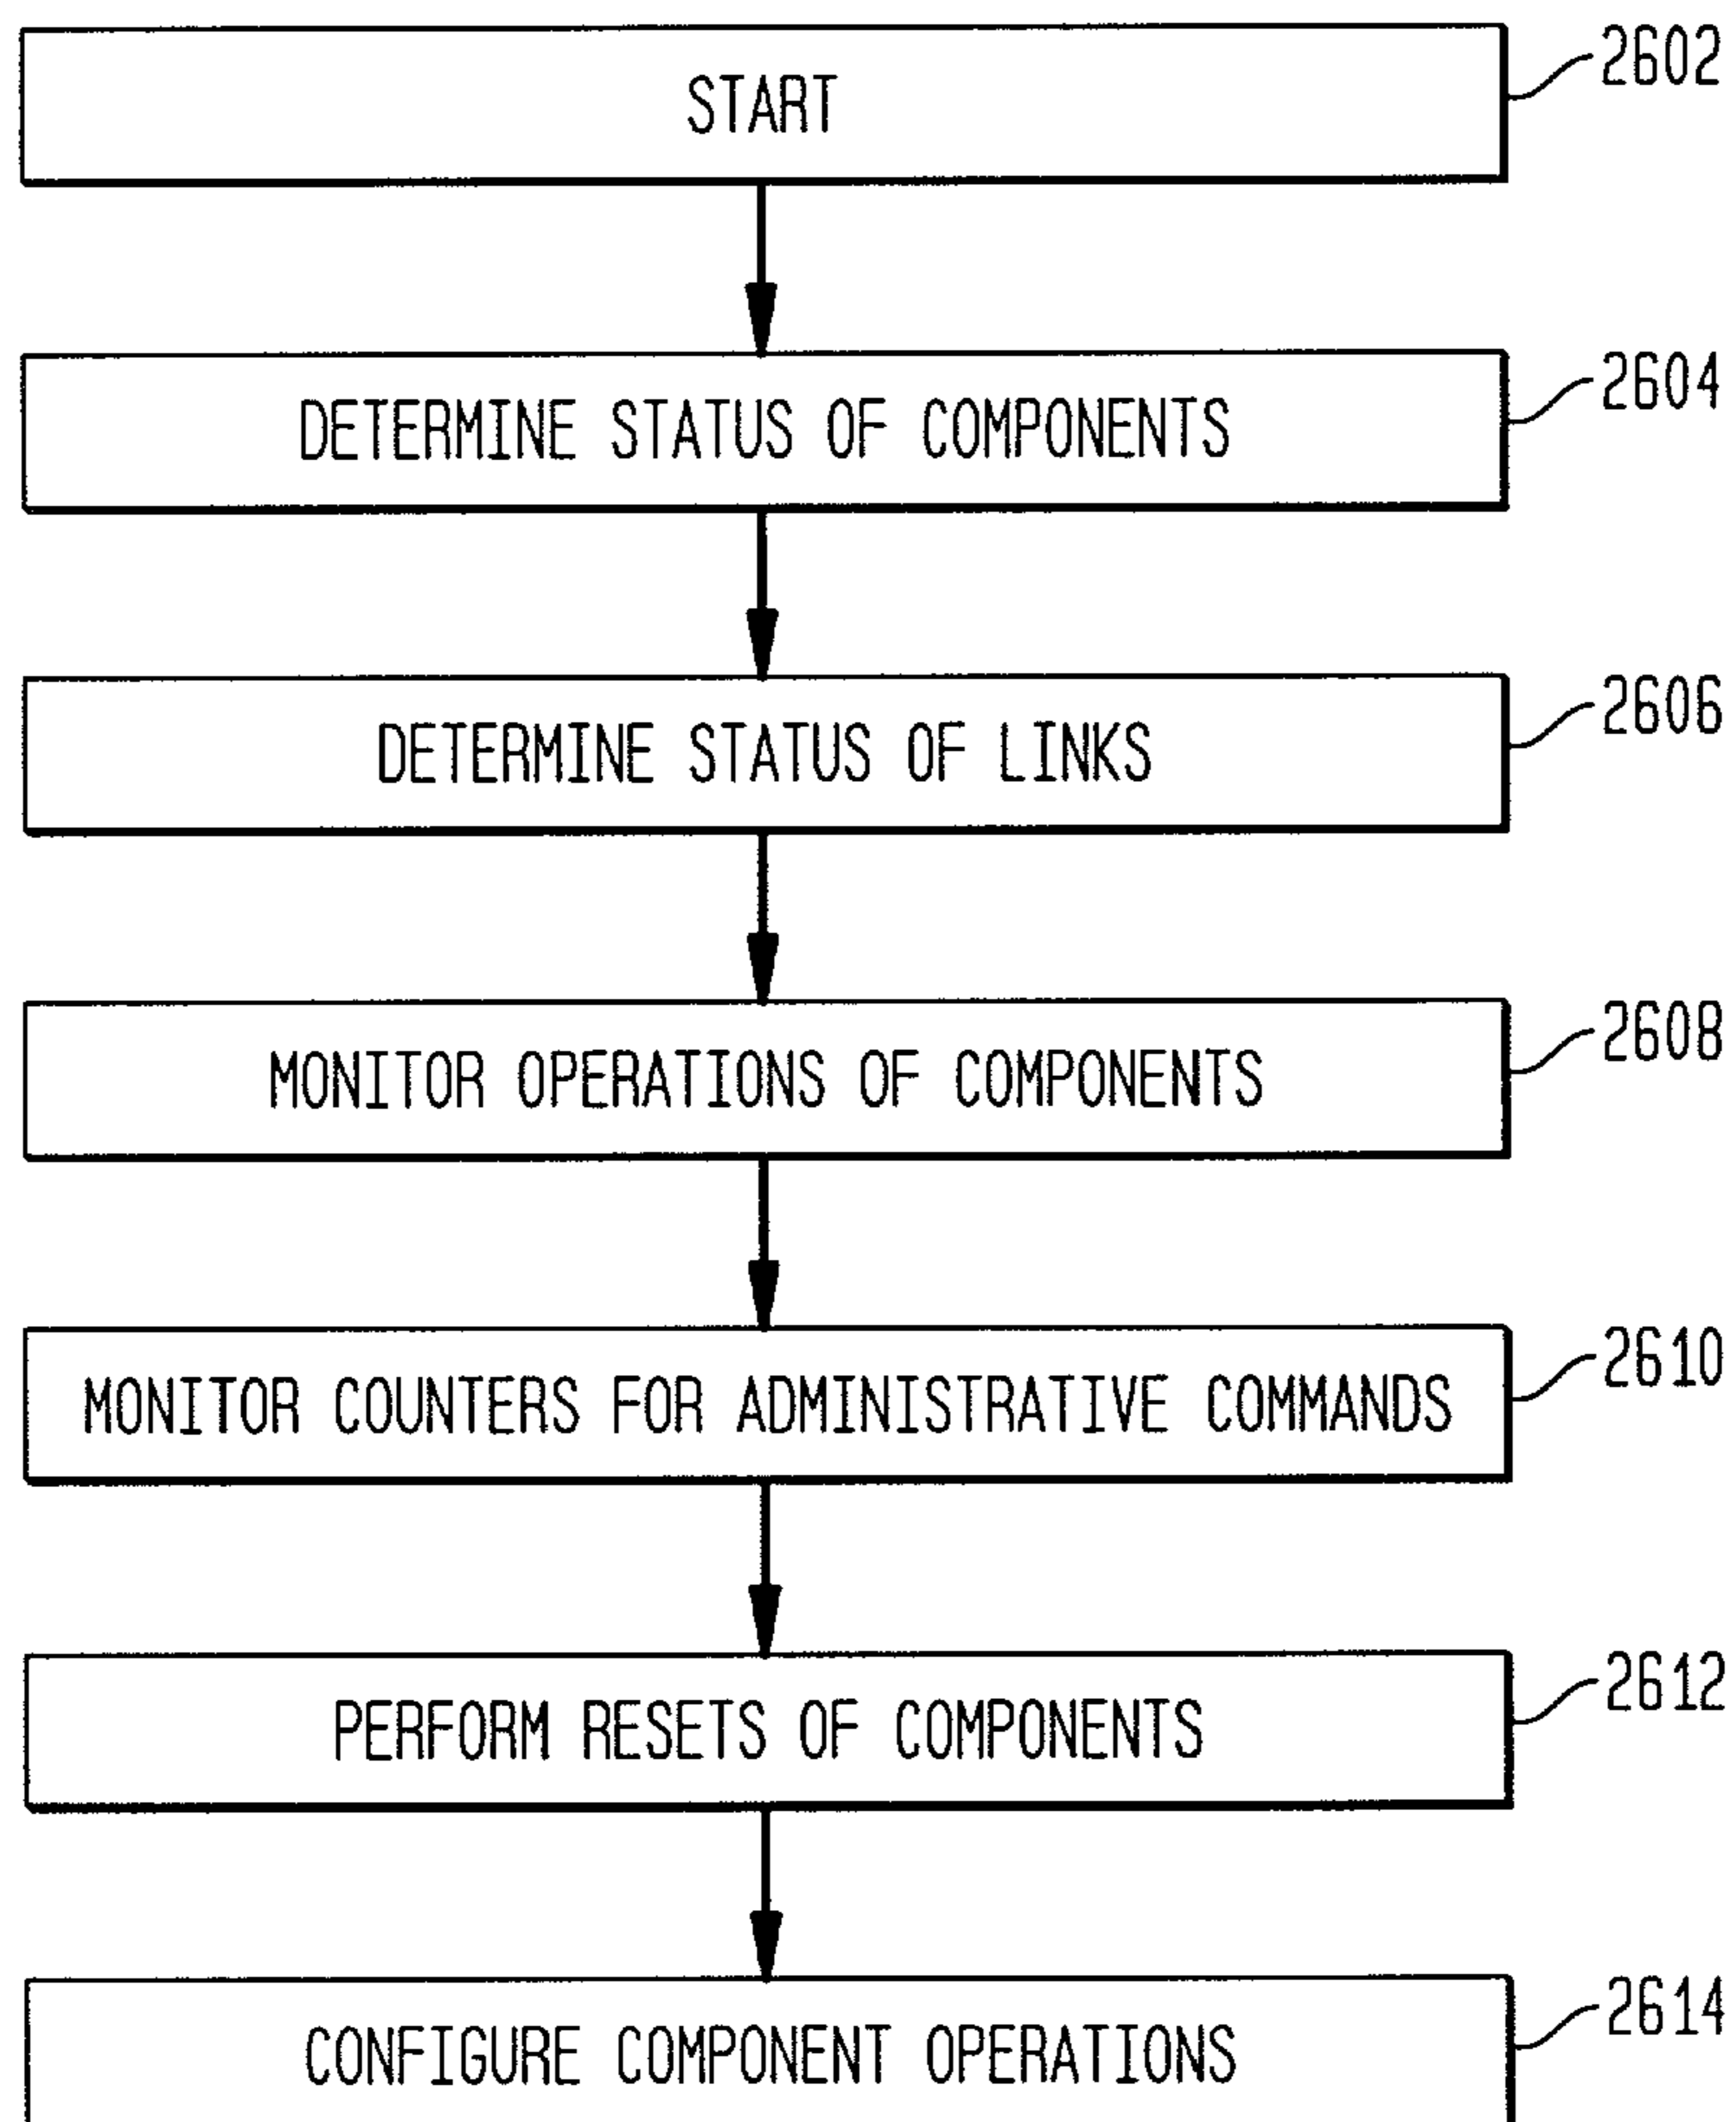 START
2602
DETERMINE STATUS OF COMPONENTS
2604
DETERMINE STATUS OF LINKS
2606
MONITOR OPERATIONS OF COMPONENTS
2608
MONITOR COUNTERS FOR ADMINISTRATIVE COMMANDS
2610
PERFORM RESETS OF COMPONENTS
2612
CONFIGURE COMPONENT OPERATIONS
2614